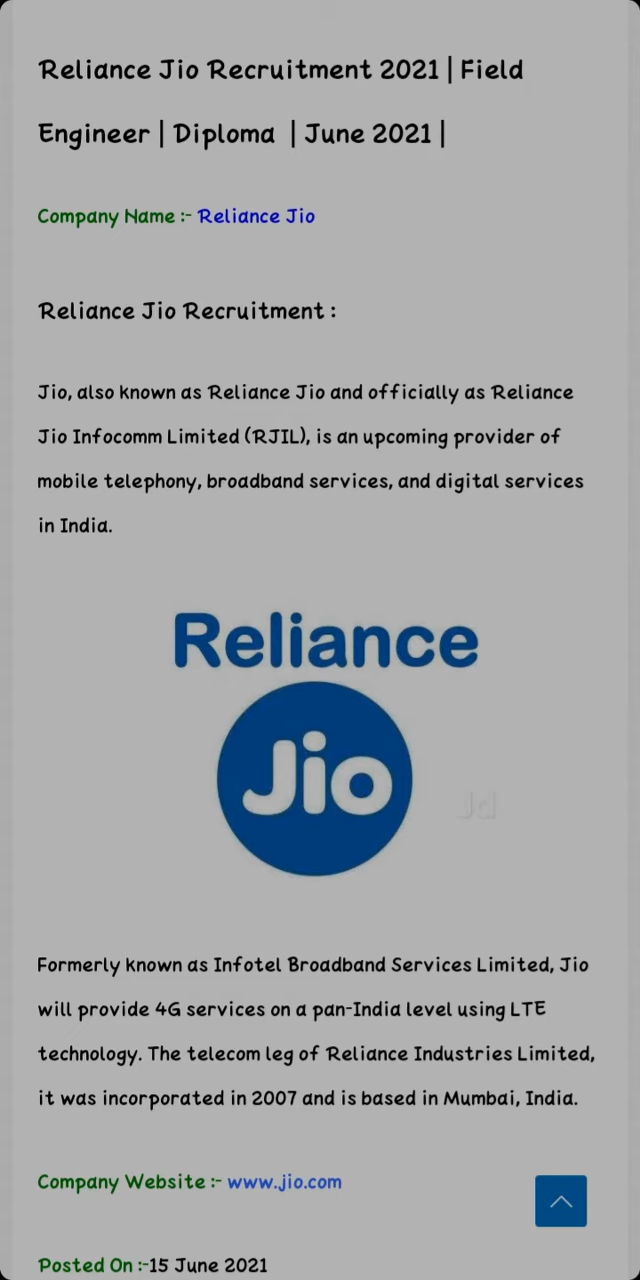 Reliance Jio Recruitment 2021 | Field
Engineer | Diploma | June 2021 |
Company Name :- Reliance Jio
Reliance Jio Recruitment :
Jio, also known as Reliance Jio and officially as Reliance
Jio Infocomm Limited (RJIL), is an upcoming provider of
mobile telephony, broadband services, and digital services
in India.
Reliance
Jio
Jd
Formerly known as Infotel Broadband Services Limited, Jio
will provide 4G services on a pan-India level using LTE
technology. The telecom leg of Reliance Industries Limited,
it was incorporated in 2007 and is based in Mumbai, India.
Company Website :- www.jio.com
Posted On :-15 June 2021